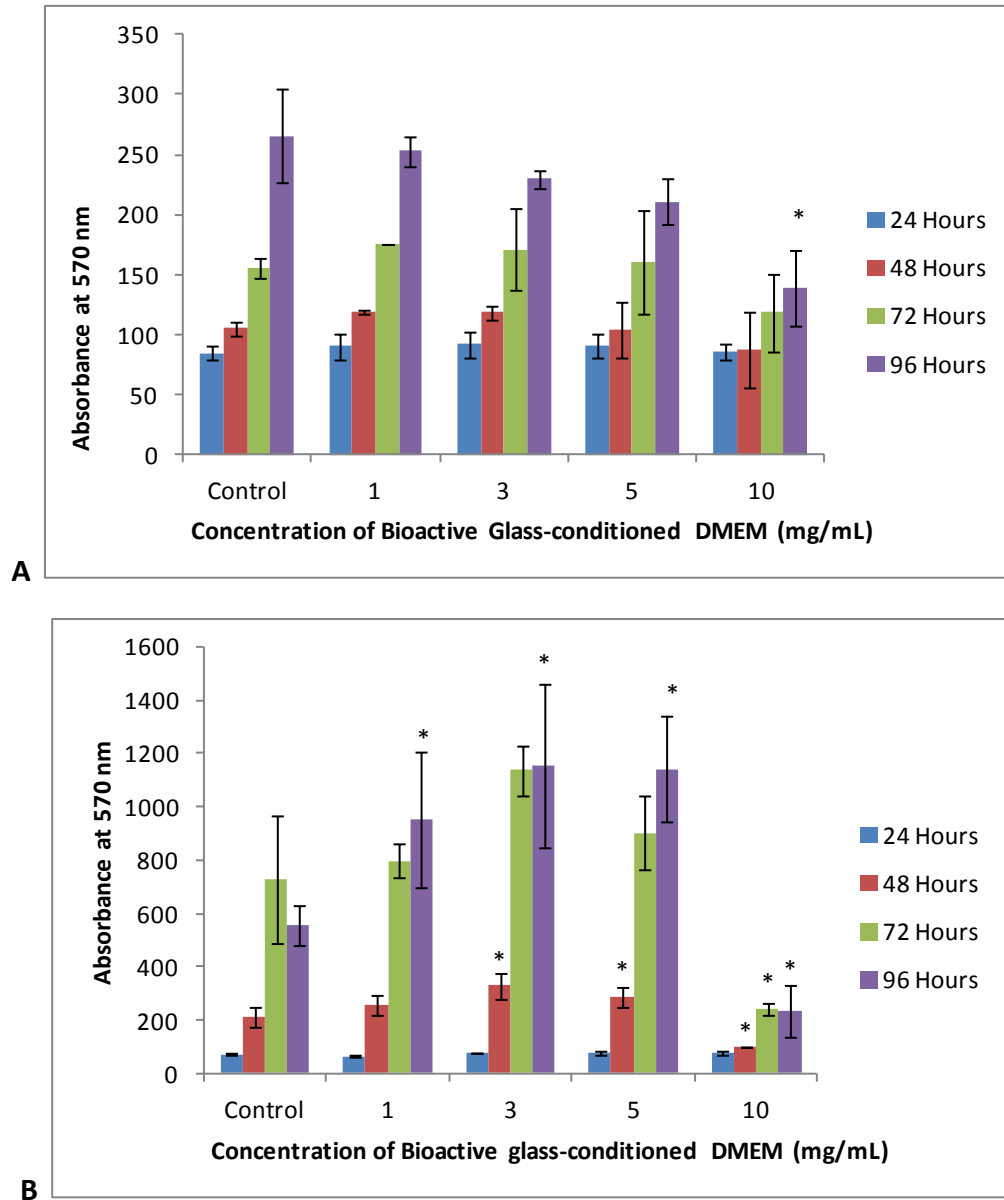 350
300
250
200
150
100
50
0
Absorbance at 570 nm
*
24 Hours
48 Hours
72 Hours
96 Hours
Control 1 3 5 10
Concentration of Bioactive Glass-conditioned DMEM (mg/mL)
A
1600
1400
1200
1000
800
600
400
200
0
Absorbance at 570 nm
* * * * * * * *
24 Hours
48 Hours
72 Hours
96 Hours
Control 1 3 5 10
Concentration of Bioactive glass-conditioned DMEM (mg/mL)
B